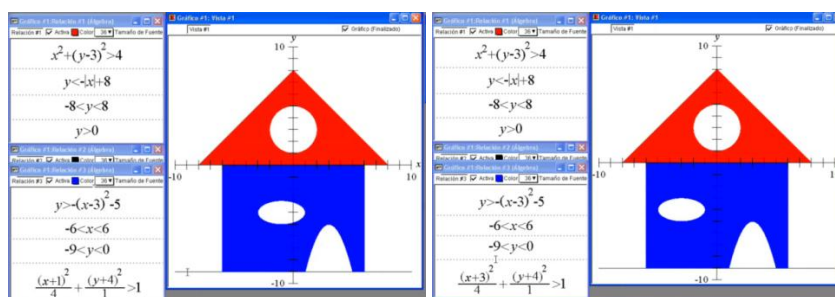 Gráfico #1:Relación #1 (Álgebra)
Relación #1 Activa Color 36 Tamaño de Fuente
x²+(y-3)²>4
y<-|x|+8
-8<y<8
y>0
Gráfico #1:Relación #2 (Álgebra)
Gráfico #1:Relación #3 (Álgebra)
Relación #3 Activa Color 36 Tamaño de Fuente
y>-(x-3)²-5
-6<x<6
-9<y<0
(x+1)²/4 + (y+4)²/1 >1
Gráfico #1: Vista #1
Vista #1 Gráfico (Finalizado)
y
10
x
-10
10
-10
Gráfico #1:Relación #1 (Álgebra)
Relación #1 Activa Color 36 Tamaño de Fuente
x²+(y-3)²>4
y<-|x|+8
-8<y<8
y>0
Gráfico #1:Relación #2 (Álgebra)
Gráfico #1:Relación #3 (Álgebra)
Relación #3 Activa Color 36 Tamaño de Fuente
y>-(x-3)²-5
-6<x<6
-9<y<0
(x+3)²/4 + (y+4)²/1 >1
Gráfico #1: Vista #1
Vista #1 Gráfico (Finalizado)
y
10
-10
-10